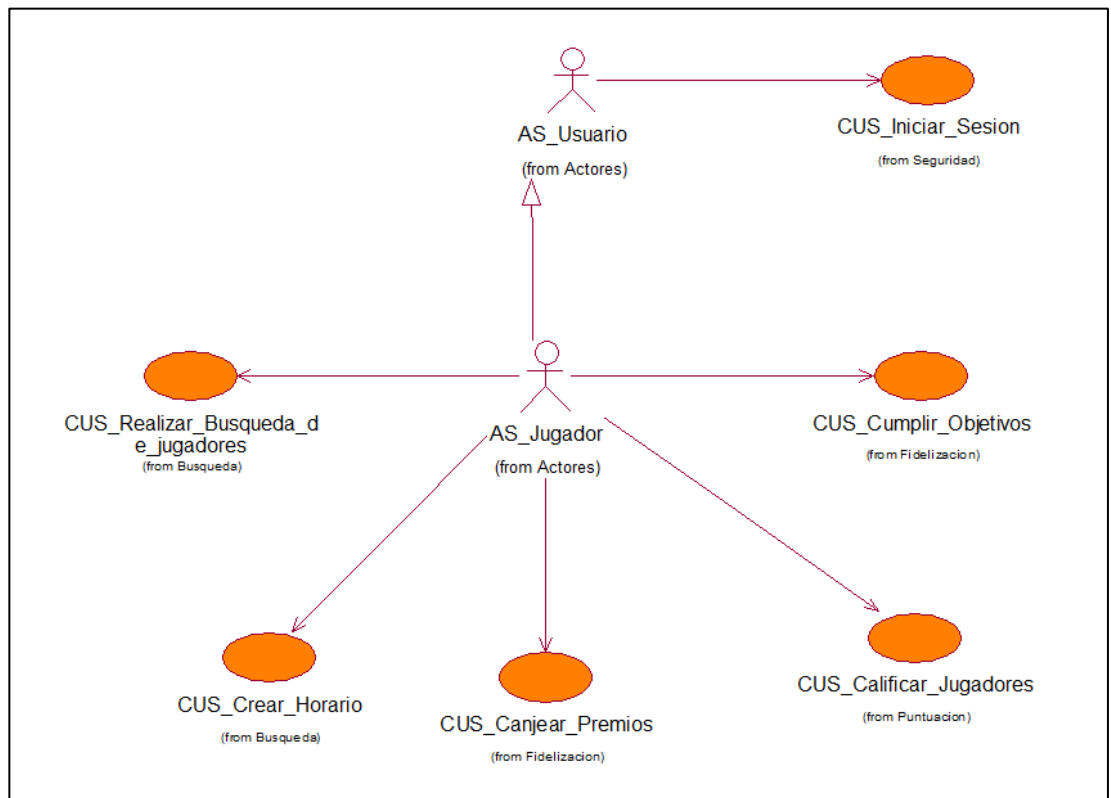 AS_Usuario
(from Actores)
CUS_Iniciar_Sesion
(from Seguridad)
CUS_Realizar_Busqueda_d
e_jugadores
(from Busqueda)
AS_Jugador
(from Actores)
CUS_Cumplir_Objetivos
(from Fidelizacion)
CUS_Crear_Horario
(from Busqueda)
CUS_Canjear_Premios
(from Fidelizacion)
CUS_Calificar_Jugadores
(from Puntuacion)